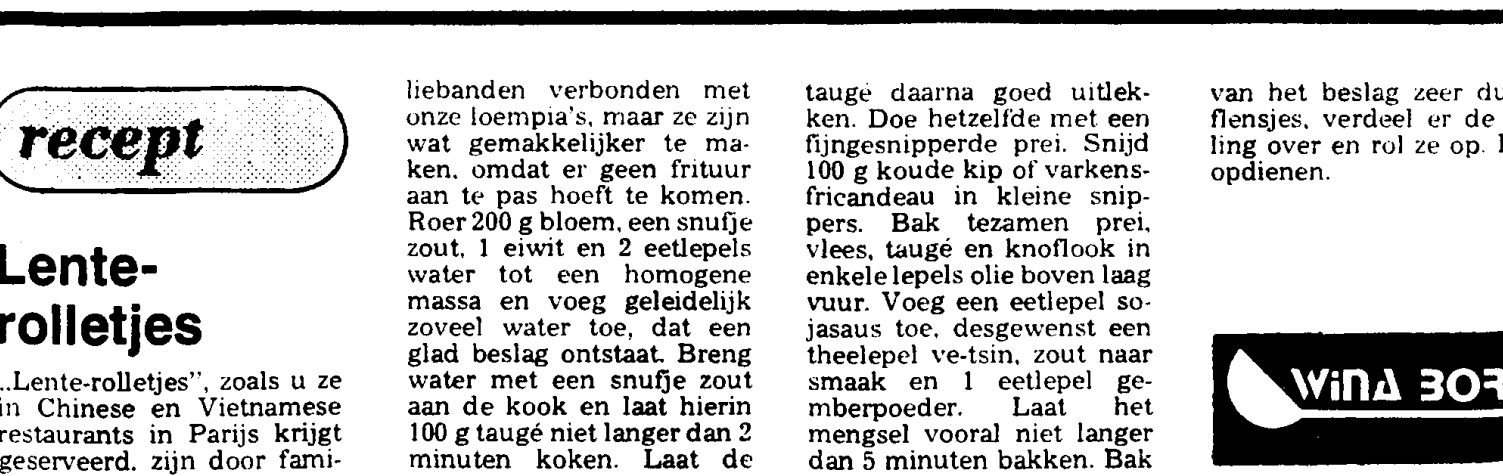 recept
Lente-
rolletjes
„Lente-rolletjes”, zoals u ze
in Chinese en Vietnamese
restaurants in Parijs krijgt
geserveerd, zijn door fami-
liebanden verbonden met
onze loempia's, maar ze zijn
wat gemakkelijker te ma-
ken, omdat er geen frituur
aan te pas hoeft te komen.
Roer 200 g bloem, een snufje
zout, 1 eiwit en 2 eetlepels
water tot een homogene
massa en voeg geleidelijk
zoveel water toe, dat een
glad beslag ontstaat. Breng
water met een snufje zout
aan de kook en laat hierin
100 g taugé niet langer dan 2
minuten koken. Laat de
taugé daarna goed uitlek-
ken. Doe hetzelfde met een
fijngesnipperde prei. Snijd
100 g koude kip of varkens-
fricandeau in kleine snip-
pers. Bak tezamen prei,
vlees, taugé en knoflook in
enkele lepels olie boven laag
vuur. Voeg een eetlepel so-
jasaus toe, desgewenst een
theelepel ve-tsin, zout naar
smaak en 1 eetlepel ge-
mberpoeder. Laat het
mengsel vooral niet langer
dan 5 minuten bakken. Bak
van het beslag zeer
flensjes, verdeel er de
ling over en rol ze op.
opdienen.
WINA